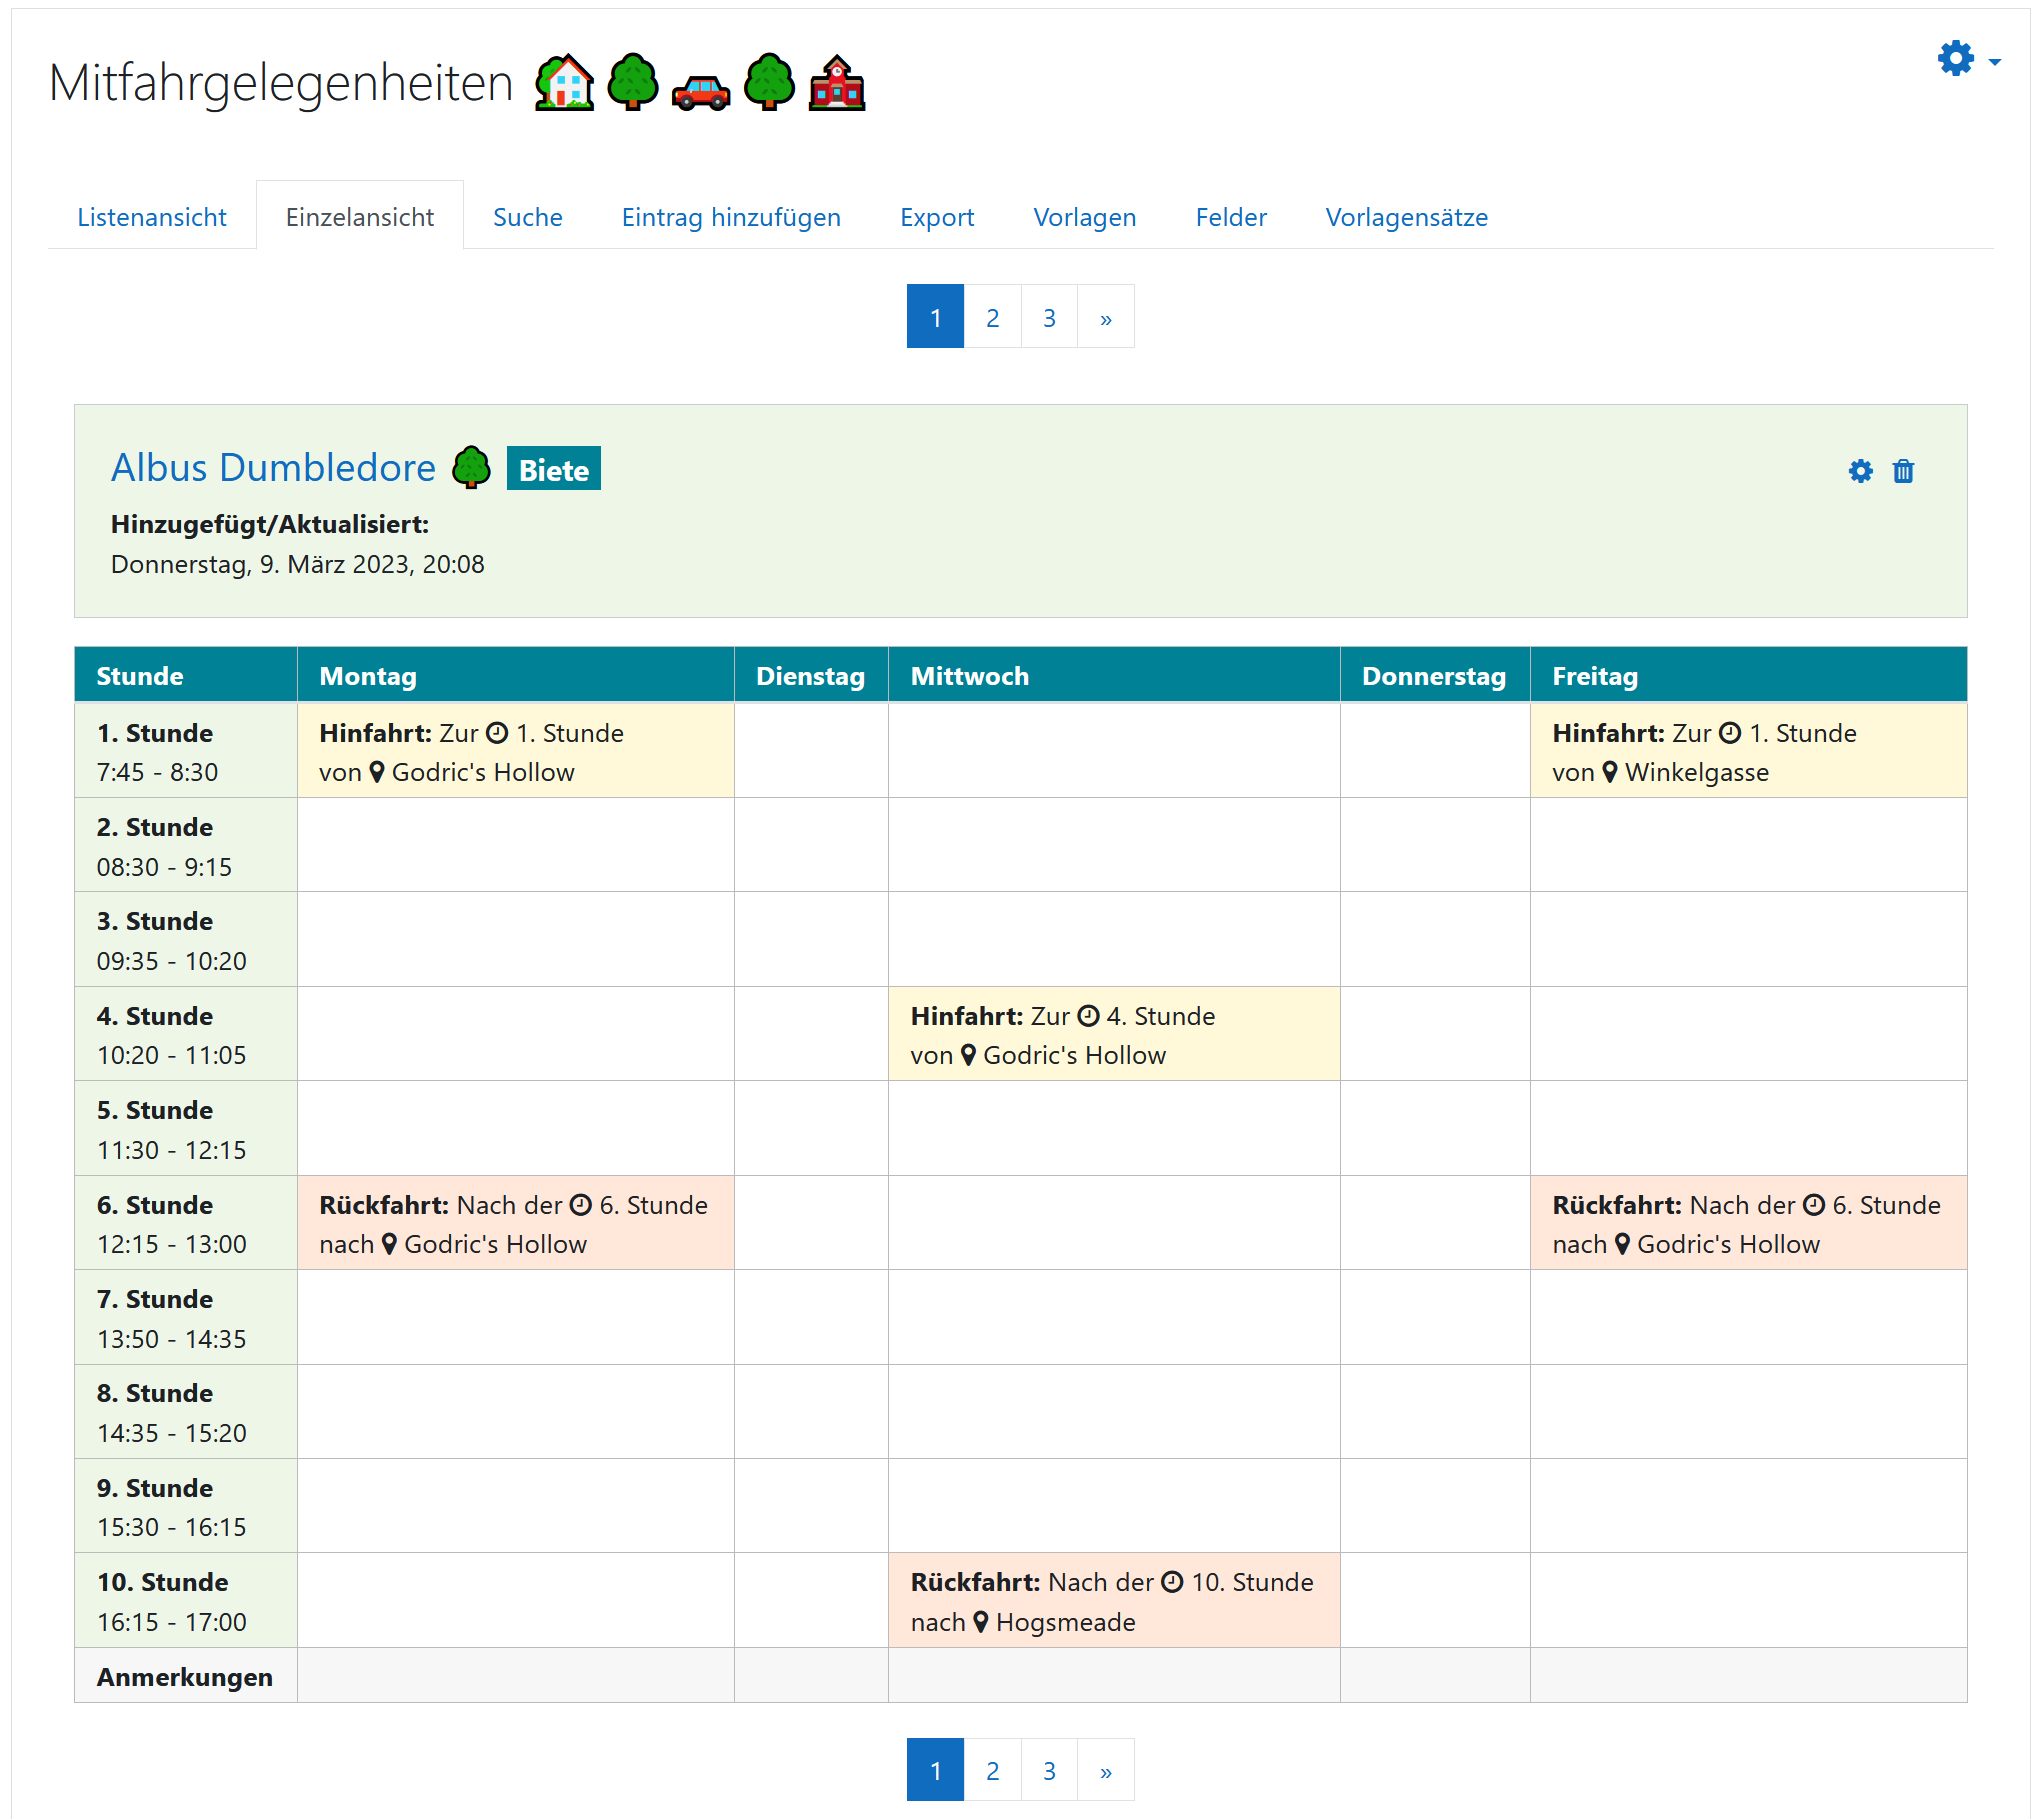 Mitfahrgelegenheiten
Listenansicht Einzelansicht Suche Eintrag hinzufügen Export Vorlagen Felder Vorlagensätze
1 2 3 »
Albus Dumbledore Biete
Hinzugefügt/Aktualisiert:
Donnerstag, 9. März 2023, 20:08
Stunde Montag Dienstag Mittwoch Donnerstag Freitag
1. Stunde Hinfahrt: Zur 1. Stunde Hinfahrt: Zur 1. Stunde
7:45 - 8:30 von Godric's Hollow von Winkelgasse
2. Stunde
08:30 - 9:15
3. Stunde
09:35 - 10:20
4. Stunde Hinfahrt: Zur 4. Stunde
10:20 - 11:05 von Godric's Hollow
5. Stunde
11:30 - 12:15
6. Stunde Rückfahrt: Nach der 6. Stunde Rückfahrt: Nach der 6. Stunde
12:15 - 13:00 nach Godric's Hollow nach Godric's Hollow
7. Stunde
13:50 - 14:35
8. Stunde
14:35 - 15:20
9. Stunde
15:30 - 16:15
10. Stunde Rückfahrt: Nach der 10. Stunde
16:15 - 17:00 nach Hogsmeade
Anmerkungen
1 2 3 »